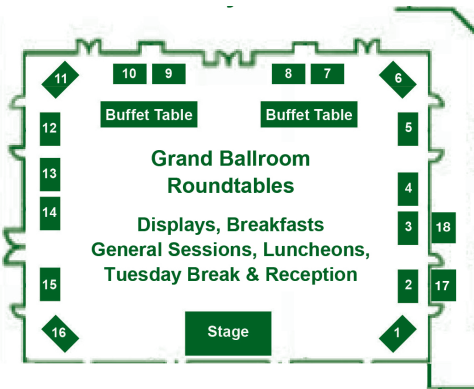 11
10 9
8 7
6
Buffet Table
Buffet Table
12
5
Grand Ballroom
Roundtables
13
4
14
3
18
Displays, Breakfasts
General Sessions, Luncheons,
Tuesday Break & Reception
15
2
17
16
Stage
1